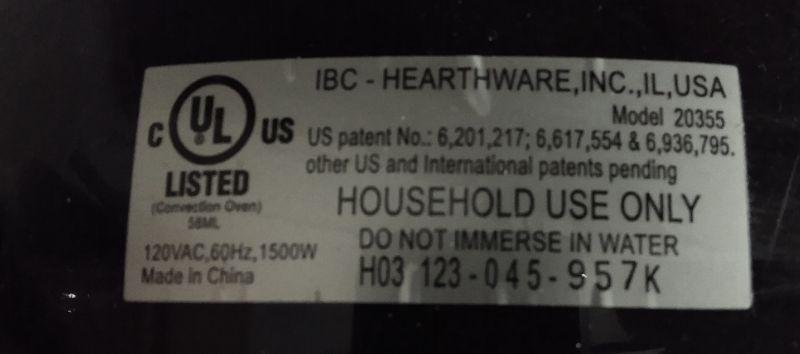 IBC - HEARTHWARE,INC.,IL,USA
Model 20355
C UL US
LISTED
(Convection Oven)
58ML
US patent No.: 6,201,217; 6,617,554 & 6,936,795.
other US and International patents pending
HOUSEHOLD USE ONLY
DO NOT IMMERSE IN WATER
120VAC,60Hz,1500W
Made in China
H03 123-045-957K